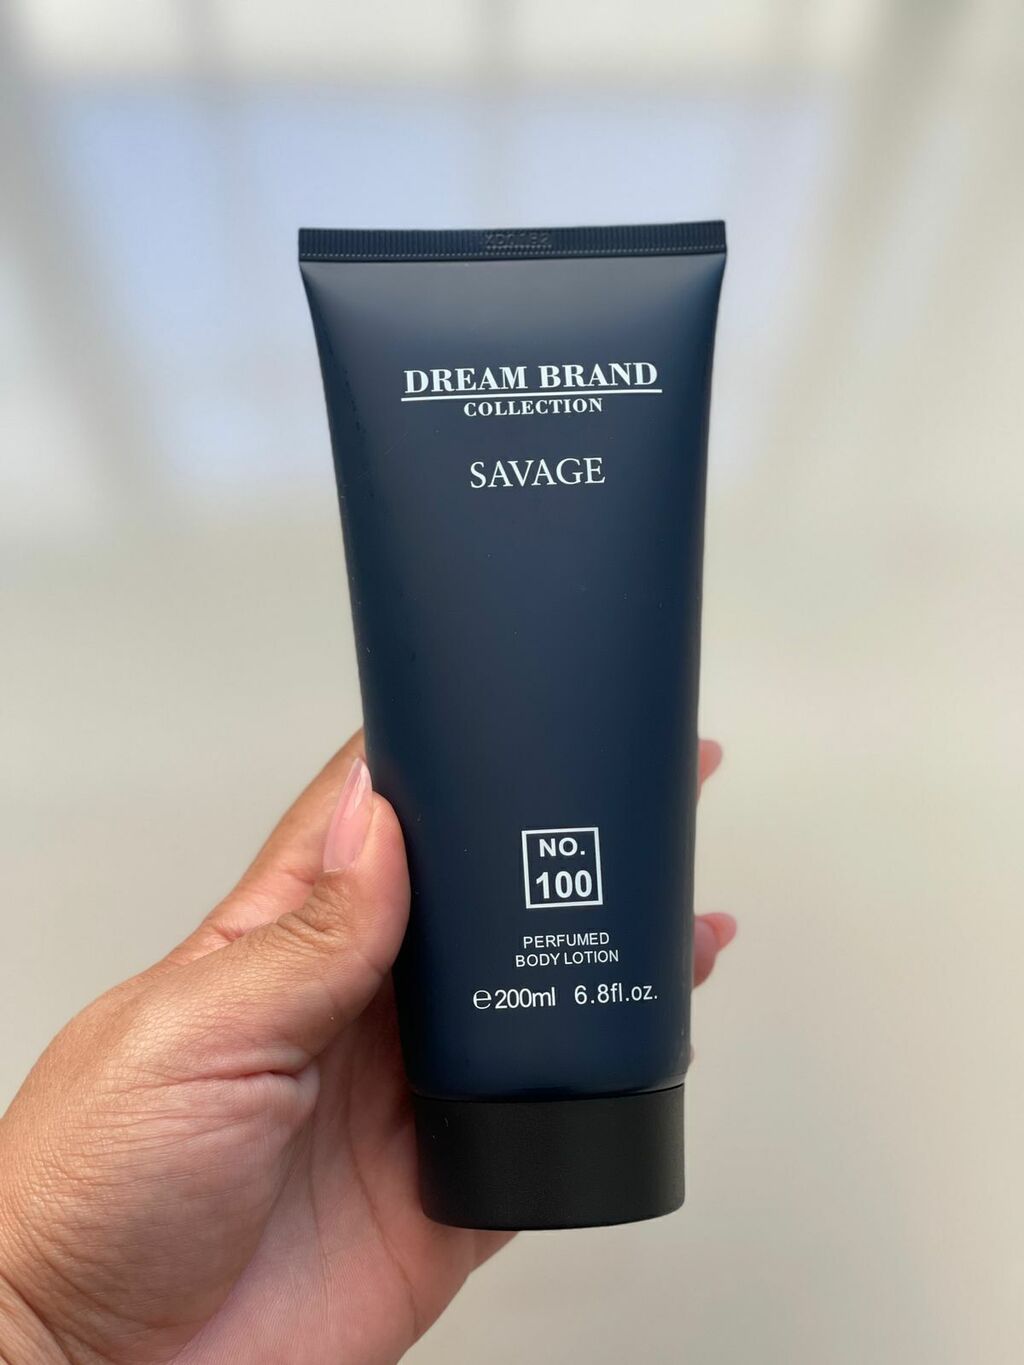 DREAM BRAND
COLLECTION
SAVAGE
NO.
100
PERFUMED
BODY LOTION
℮200ml 6.8fl.oz.